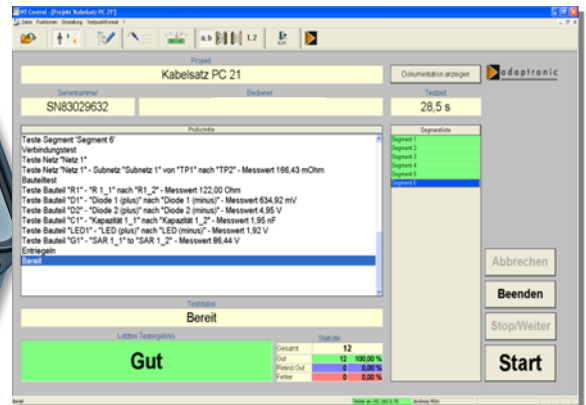 NT Control - [Projekt 'Kabelsatz PC 21']
Datei Funktionen Einstellung Testpunktformat ?
a, b 1, 2
Projekt
Kabelsatz PC 21
Dokumentation anzeigen
adaptronic
Seriennummer Bediener Testzeit
SN83029632 28,5 s
Prüfschritte
Teste Segment 'Segment 6'
Verbindungstest
Teste Netz "Netz 1"
Teste Netz "Netz 1" - Subnetz "Subnetz 1" von "TP1" nach "TP2" - Messwert 166,43 mOhm
Bauteiltest
Teste Bauteil "R1" - "R 1_1" nach "R1_2" - Messwert 122,00 Ohm
Teste Bauteil "D1" - "Diode 1 (plus)" nach "Diode 1 (minus)" - Messwert 634,92 mV
Teste Bauteil "D2" - "Diode 2 (plus)" nach "Diode 2 (minus)" - Messwert 4,95 V
Teste Bauteil "C1" - "Kapazität 1_1" nach "Kapazität 1_2" - Messwert 1,95 nF
Teste Bauteil "LED1" - "LED (plus)" nach "LED (minus)" - Messwert 1,92 V
Teste Bauteil "G1" - "SAR 1_1" to "SAR 1_2" - Messwert 86,44 V
Entriegeln
Bereit
Segmentliste
Segment 1
Segment 2
Segment 3
Segment 4
Segment 5
Segment 6
Abbrechen
Beenden
Stop/Weiter
Start
Teststatus
Bereit
Letztes Testergebnis
Gut
Statistik
Gesamt 12
Gut 12 100,00 %
Retest Gut 0 0,00 %
Fehler 0 0,00 %
Bereit